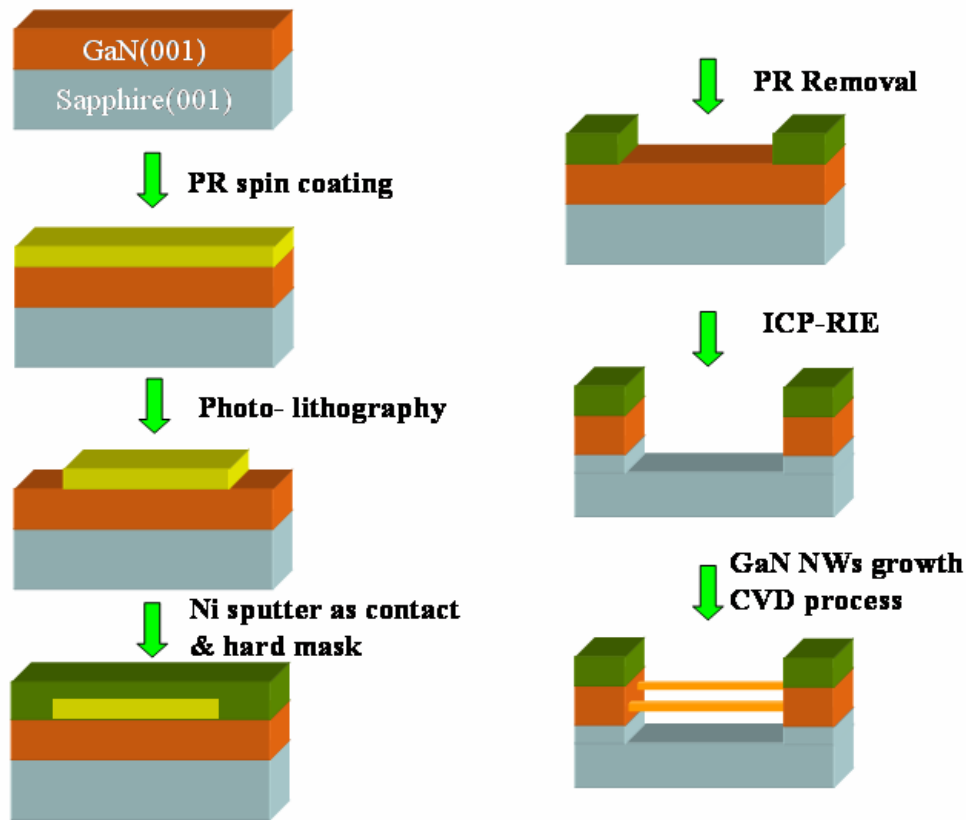 GaN(001)
Sapphire(001)
PR spin coating
Photo- lithography
Ni sputter as contact
& hard mask
PR Removal
ICP-RIE
GaN NWs growth
CVD process